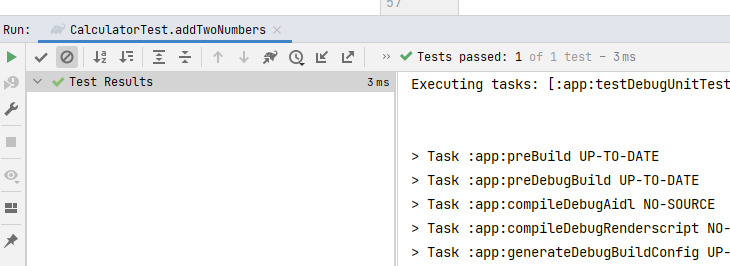 57
Run: CalculatorTest.addTwoNumbers
Tests passed: 1 of 1 test – 3 ms
Test Results 3 ms
Executing tasks: [:app:testDebugUnitTest
> Task :app:preBuild UP-TO-DATE
> Task :app:preDebugBuild UP-TO-DATE
> Task :app:compileDebugAidl NO-SOURCE
> Task :app:compileDebugRenderscript NO-
> Task :app:generateDebugBuildConfig UP-